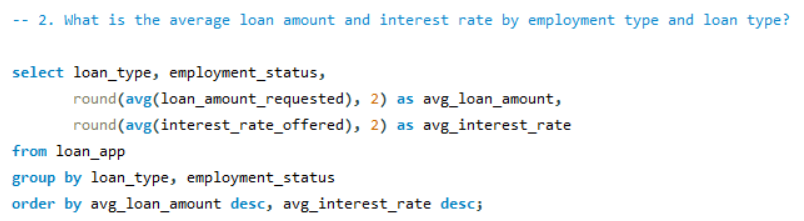 -- 2. What is the average loan amount and interest rate by employment type and loan type?
select loan_type, employment_status,
round(avg(loan_amount_requested), 2) as avg_loan_amount,
round(avg(interest_rate_offered), 2) as avg_interest_rate
from loan_app
group by loan_type, employment_status
order by avg_loan_amount desc, avg_interest_rate desc;